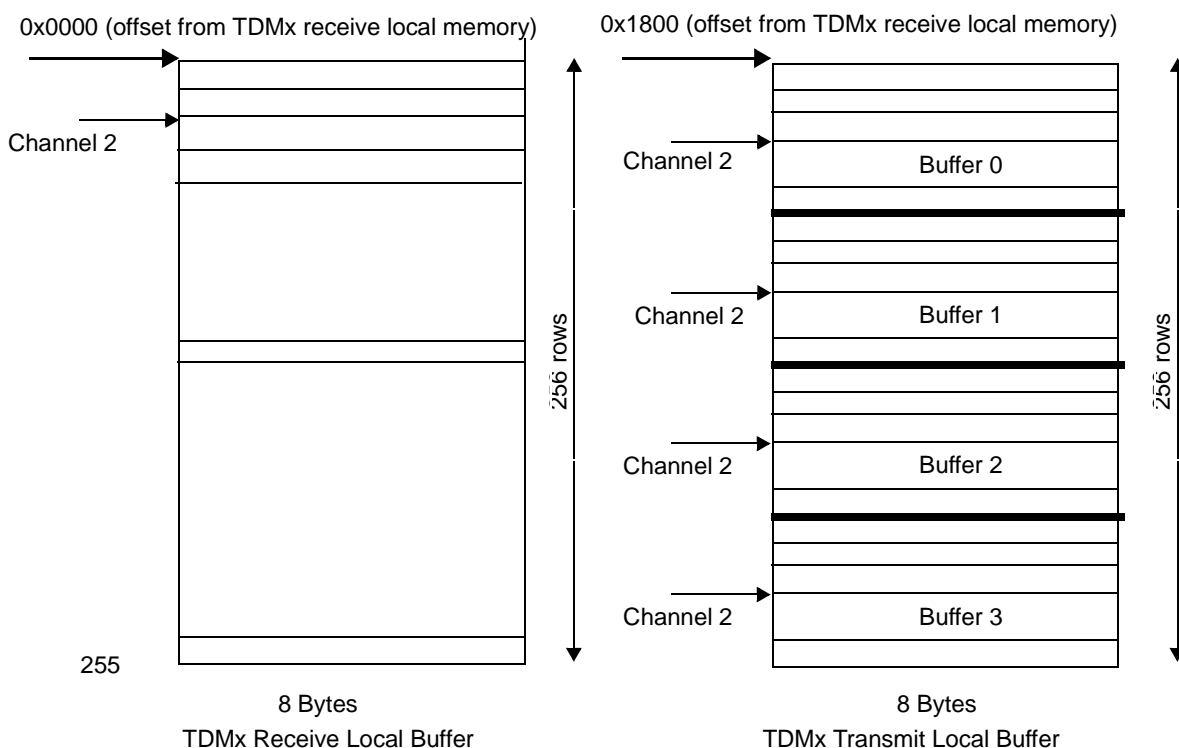 0x0000 (offset from TDMx receive local memory)
Channel 2
256 rows
255
8 Bytes
TDMx Receive Local Buffer
0x1800 (offset from TDMx receive local memory)
Channel 2
Buffer 0
Channel 2
Buffer 1
Channel 2
Buffer 2
Channel 2
Buffer 3
256 rows
8 Bytes
TDMx Transmit Local Buffer